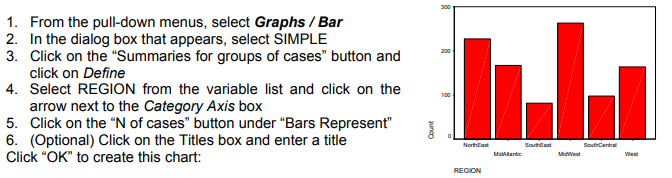 1. From the pull-down menus, select Graphs / Bar
2. In the dialog box that appears, select SIMPLE
3. Click on the “Summaries for groups of cases” button and
click on Define
4. Select REGION from the variable list and click on the
arrow next to the Category Axis box
5. Click on the “N of cases” button under “Bars Represent”
6. (Optional) Click on the Titles box and enter a title
Click “OK” to create this chart:
300
200
100
0
Count
NorthEast
MidAtlantic
SouthEast
MidWest
SouthCentral
West
REGION